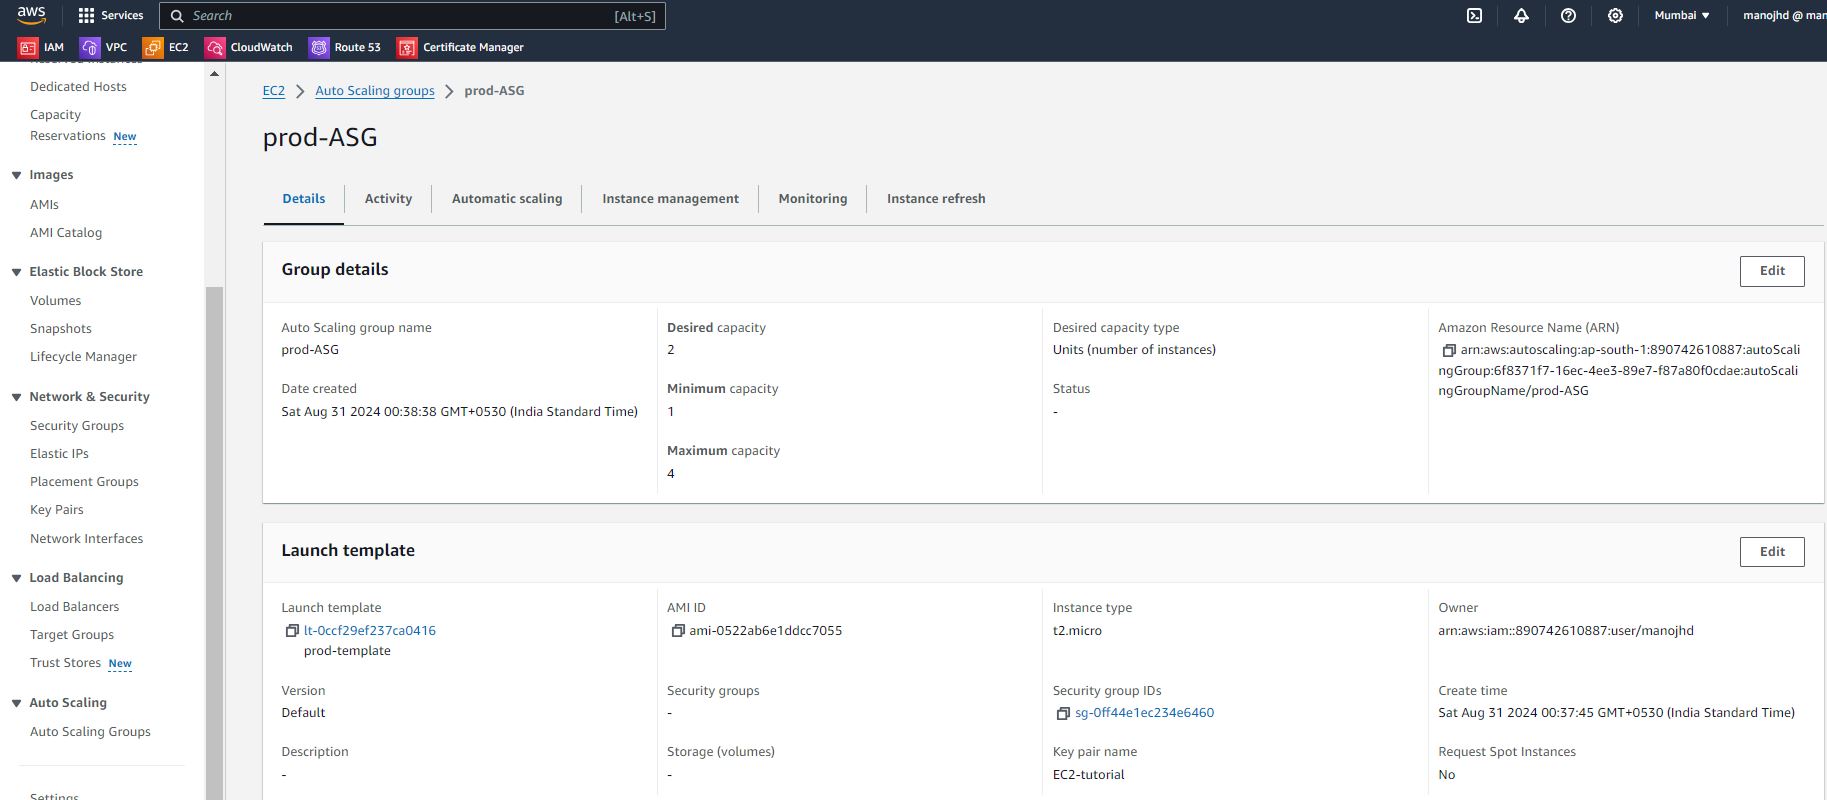 aws
Services
Search
[Alt+S]
Mumbai
manojhd @ man
IAM
VPC
EC2
CloudWatch
Route 53
Certificate Manager
Reserved Instances
Dedicated Hosts
Capacity
Reservations New
Images
AMIs
AMI Catalog
Elastic Block Store
Volumes
Snapshots
Lifecycle Manager
Network & Security
Security Groups
Elastic IPs
Placement Groups
Key Pairs
Network Interfaces
Load Balancing
Load Balancers
Target Groups
Trust Stores New
Auto Scaling
Auto Scaling Groups
Settings
EC2 > Auto Scaling groups > prod-ASG
prod-ASG
Details
Activity
Automatic scaling
Instance management
Monitoring
Instance refresh
Group details
Edit
Auto Scaling group name
prod-ASG
Date created
Sat Aug 31 2024 00:38:38 GMT+0530 (India Standard Time)
Desired capacity
2
Minimum capacity
1
Maximum capacity
4
Desired capacity type
Units (number of instances)
Status
-
Amazon Resource Name (ARN)
arn:aws:autoscaling:ap-south-1:890742610887:autoScali
ngGroup:6f8371f7-16ec-4ee3-89e7-f87a80f0cdae:autoScali
ngGroupName/prod-ASG
Launch template
Edit
Launch template
lt-0ccf29ef237ca0416
prod-template
AMI ID
ami-0522ab6e1ddcc7055
Instance type
t2.micro
Owner
arn:aws:iam::890742610887:user/manojhd
Version
Default
Security groups
-
Security group IDs
sg-0ff44e1ec234e6460
Create time
Sat Aug 31 2024 00:37:45 GMT+0530 (India Standard Time)
Description
-
Storage (volumes)
-
Key pair name
EC2-tutorial
Request Spot Instances
No